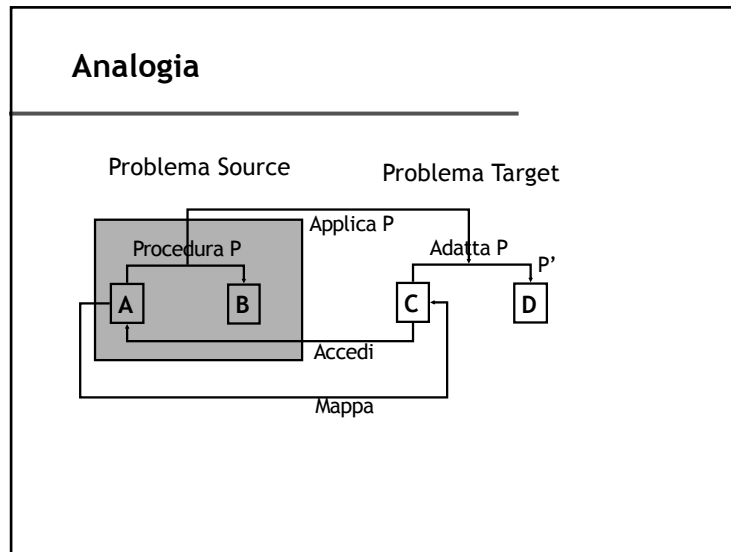 Analogia
Problema Source
Problema Target
Applica P
Procedura P
Adatta P
P’
A
B
C
D
Accedi
Mappa